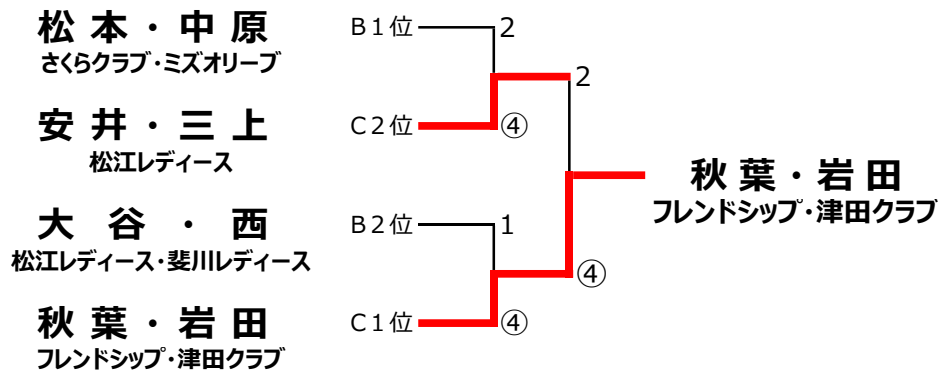 松本・中原
さくらクラブ・ミズオリーブ
B1位
2
2
安井・三上
松江レディース
C2位
④
秋葉・岩田
フレンドシップ・津田クラブ
大谷・西
松江レディース・斐川レディース
B2位
1
④
秋葉・岩田
フレンドシップ・津田クラブ
C1位
④